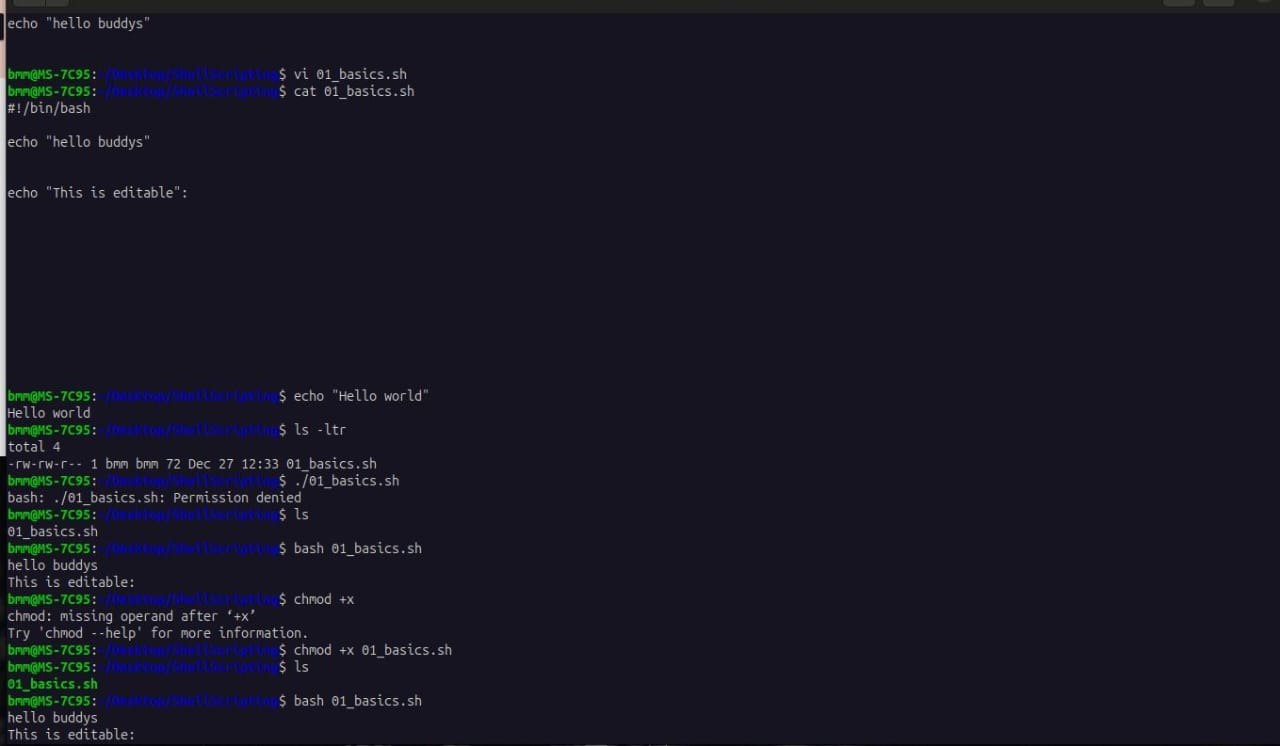 echo "hello buddys"
bmm@MS-7C95:~/Desktop/ShellScripting$ vi 01_basics.sh
bmm@MS-7C95:~/Desktop/ShellScripting$ cat 01_basics.sh
#!/bin/bash
echo "hello buddys"
echo "This is editable":
bmm@MS-7C95:~/Desktop/ShellScripting$ echo "Hello world"
Hello world
bmm@MS-7C95:~/Desktop/ShellScripting$ ls -ltr
total 4
-rw-rw-r-- 1 bmm bmm 72 Dec 27 12:33 01_basics.sh
bmm@MS-7C95:~/Desktop/ShellScripting$ ./01_basics.sh
bash: ./01_basics.sh: Permission denied
bmm@MS-7C95:~/Desktop/ShellScripting$ ls
01_basics.sh
bmm@MS-7C95:~/Desktop/ShellScripting$ bash 01_basics.sh
hello buddys
This is editable:
bmm@MS-7C95:~/Desktop/ShellScripting$ chmod +x
chmod: missing operand after ‘+x’
Try 'chmod --help' for more information.
bmm@MS-7C95:~/Desktop/ShellScripting$ chmod +x 01_basics.sh
bmm@MS-7C95:~/Desktop/ShellScripting$ ls
01_basics.sh
bmm@MS-7C95:~/Desktop/ShellScripting$ bash 01_basics.sh
hello buddys
This is editable: